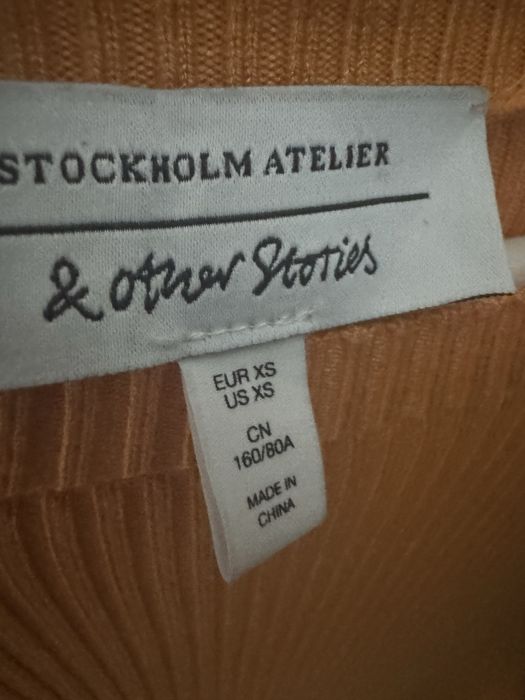 STOCKHOLM ATELIER
& other Stories
EUR XS
US XS
CN
160/80A
MADE IN
CHINA